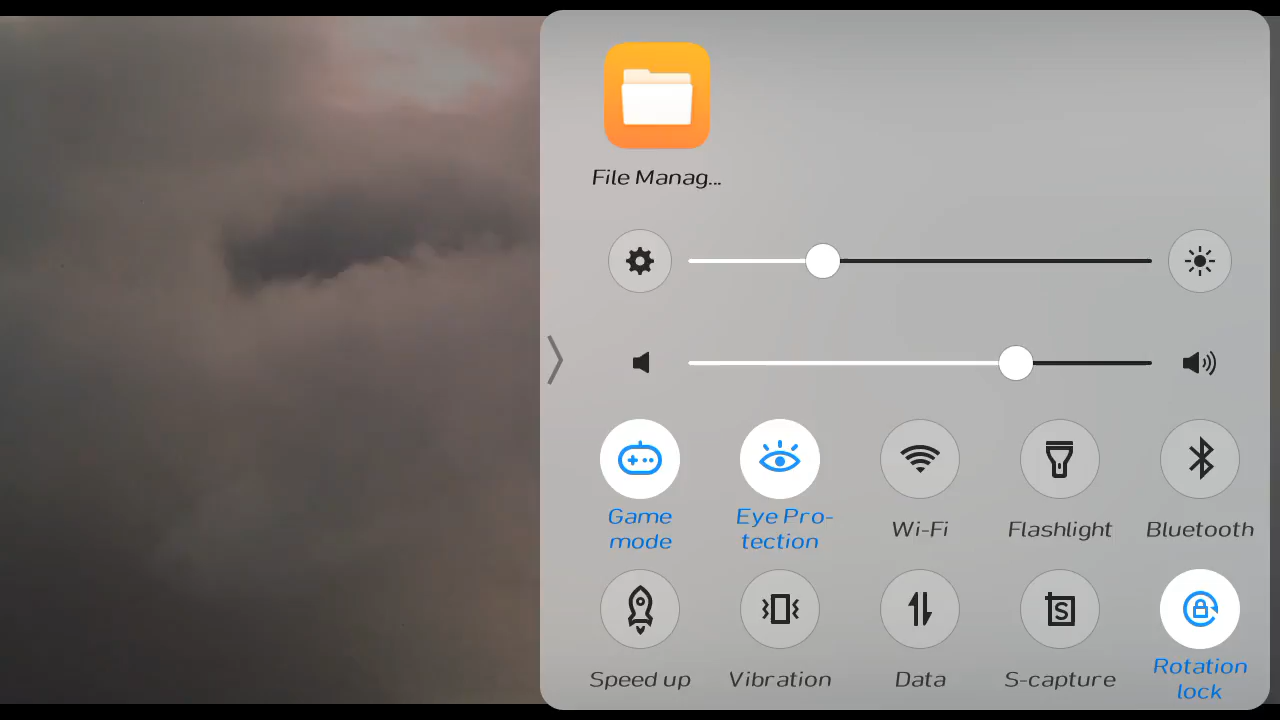 File Manag...
Game mode
Eye Pro-
tection
Wi-Fi
Flashlight
Bluetooth
Speed up
Vibration
Data
S
S-capture
Rotation
lock